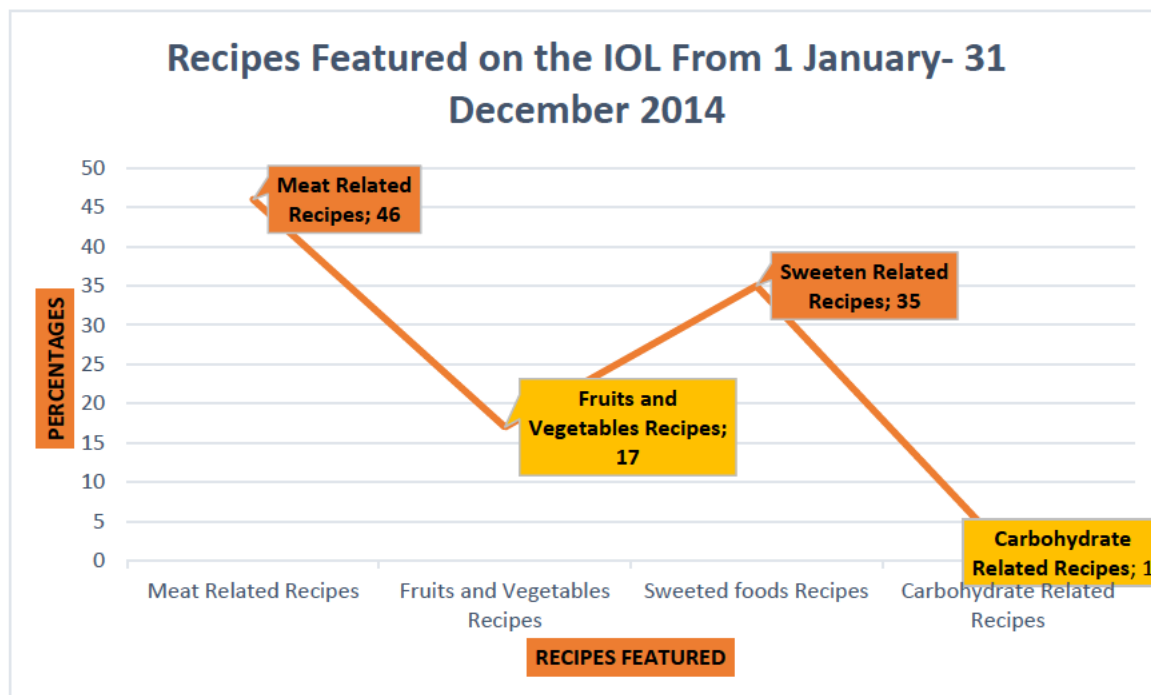 Recipes Featured on the IOL From 1 January- 31
December 2014
50
45
40
35
30
25
20
15
10
5
0
PERCENTAGES
Meat Related
Recipes; 46
Sweeten Related
Recipes; 35
Fruits and
Vegetables Recipes;
17
Carbohydrate
Related Recipes; 1
Meat Related Recipes
Fruits and Vegetables
Recipes
Sweeted foods Recipes
Carbohydrate Related
Recipes
RECIPES FEATURED